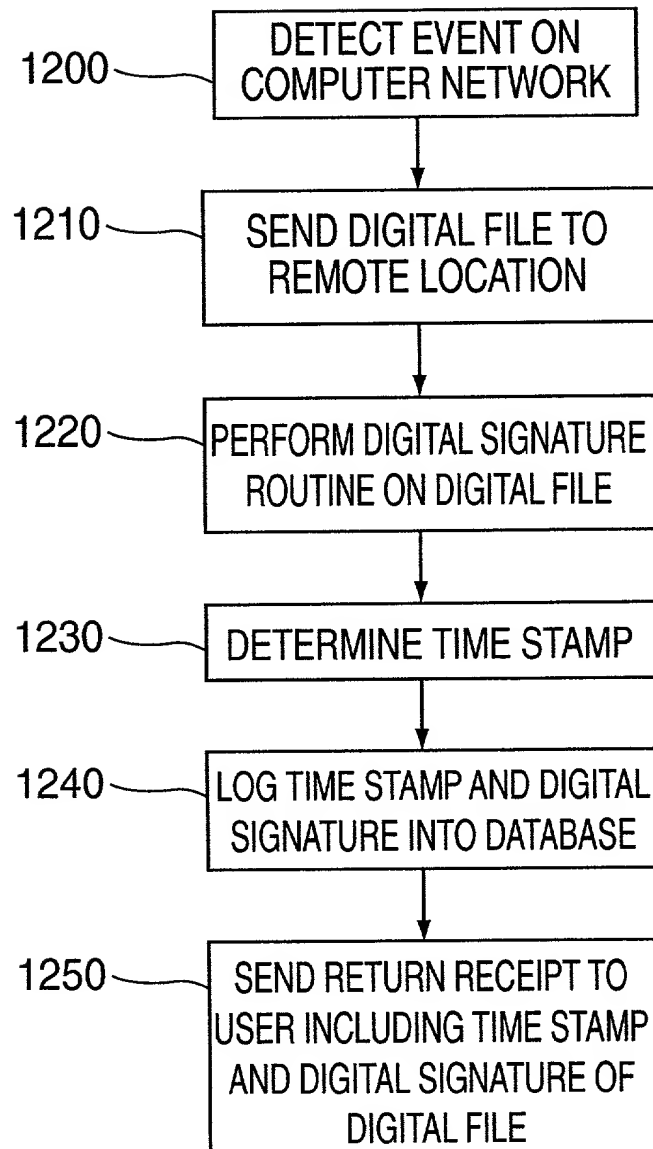 1200
DETECT EVENT ON
COMPUTER NETWORK
1210
SEND DIGITAL FILE TO
REMOTE LOCATION
1220
PERFORM DIGITAL SIGNATURE
ROUTINE ON DIGITAL FILE
1230
DETERMINE TIME STAMP
1240
LOG TIME STAMP AND DIGITAL
SIGNATURE INTO DATABASE
1250
SEND RETURN RECEIPT TO
USER INCLUDING TIME STAMP
AND DIGITAL SIGNATURE OF
DIGITAL FILE